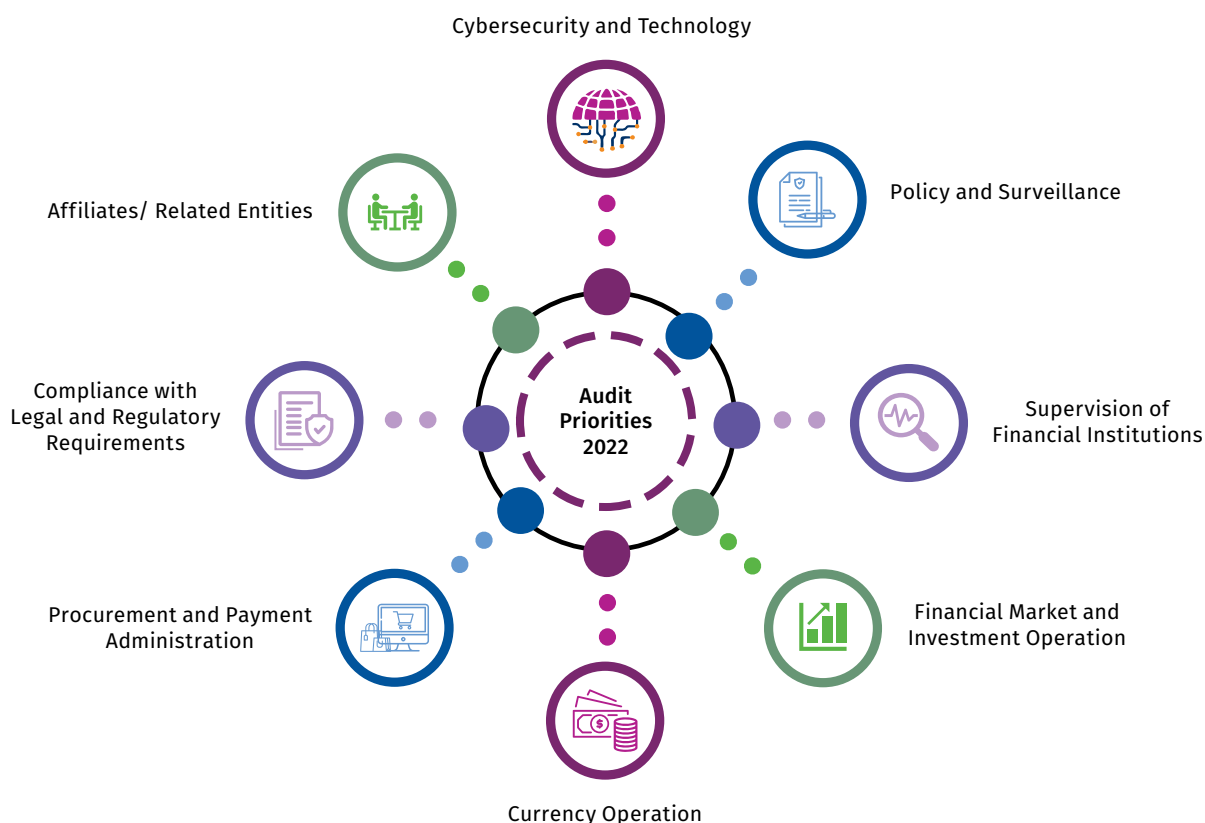 Cybersecurity and Technology
Policy and Surveillance
Affiliates/ Related Entities
Compliance with
Legal and Regulatory
Requirements
Audit
Priorities
2022
Supervision of
Financial Institutions
Procurement and Payment
Administration
$
Financial Market and
Investment Operation
Currency Operation